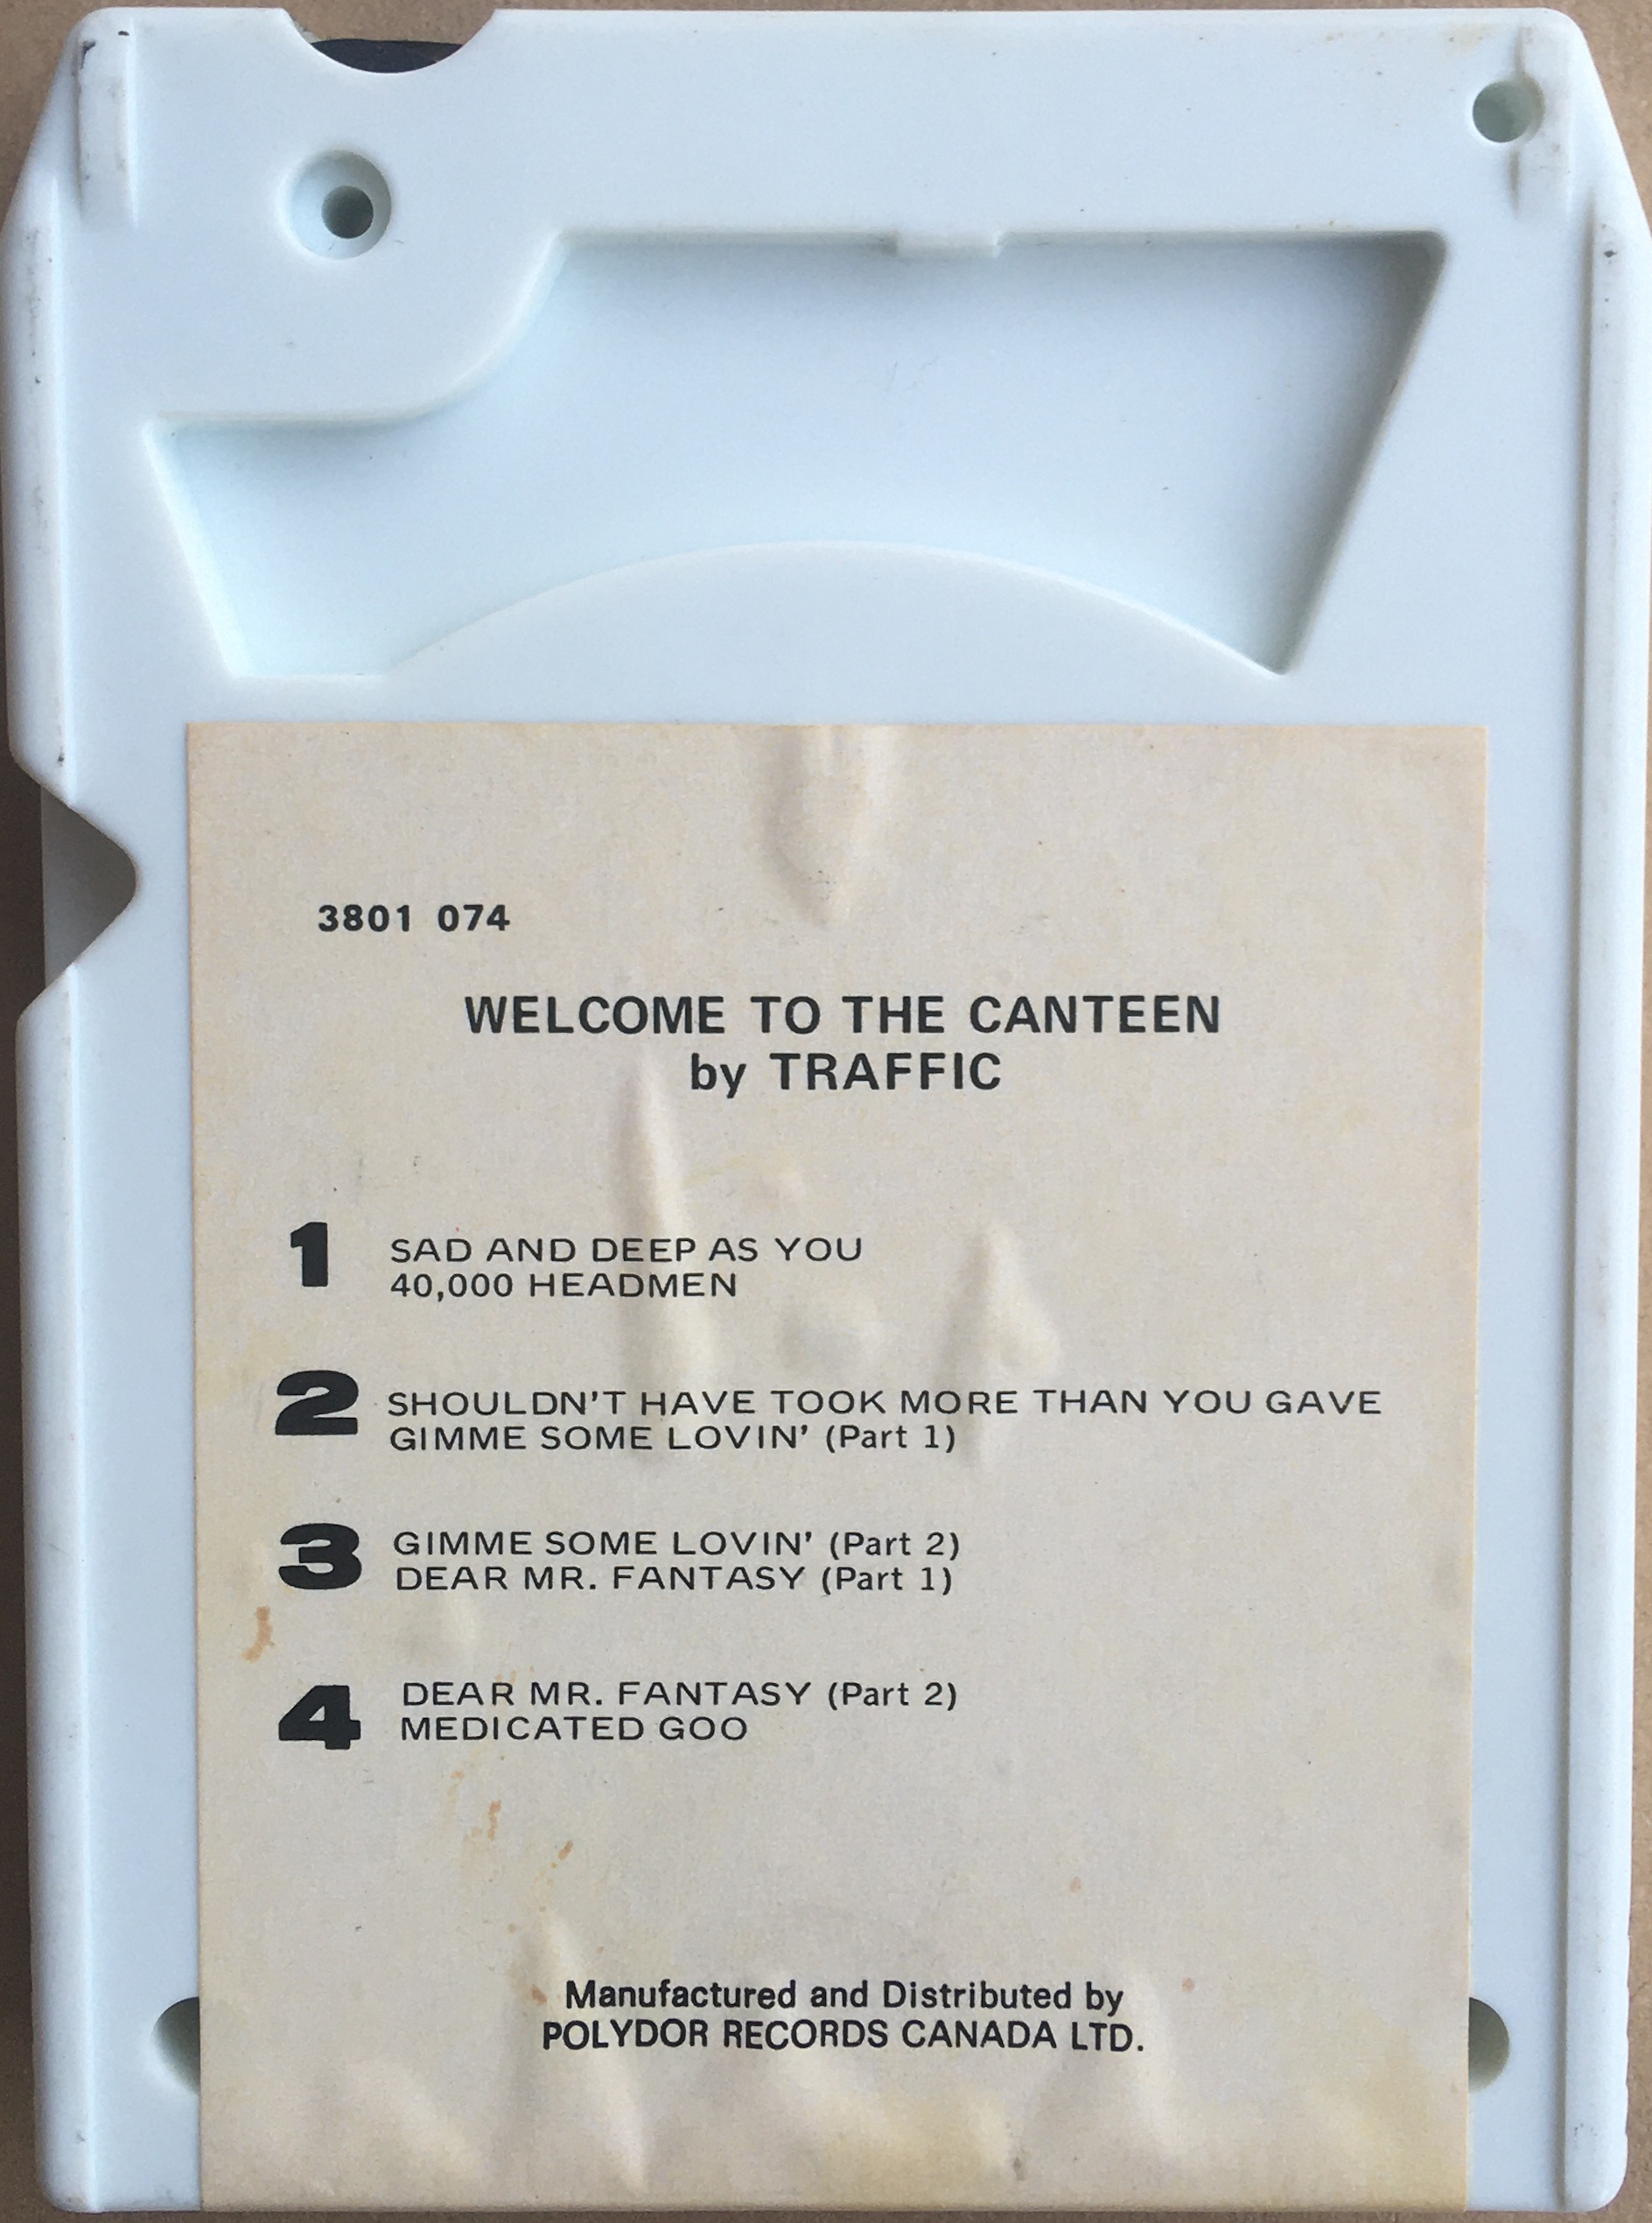 3801 074
WELCOME TO THE CANTEEN
by TRAFFIC
1 SAD AND DEEP AS YOU
40,000 HEADMEN
2 SHOULDN'T HAVE TOOK MORE THAN YOU GAVE
GIMME SOME LOVIN' (Part 1)
3 GIMME SOME LOVIN' (Part 2)
DEAR MR. FANTASY (Part 1)
4 DEAR MR. FANTASY (Part 2)
MEDICATED GOO
Manufactured and Distributed by
POLYDOR RECORDS CANADA LTD.